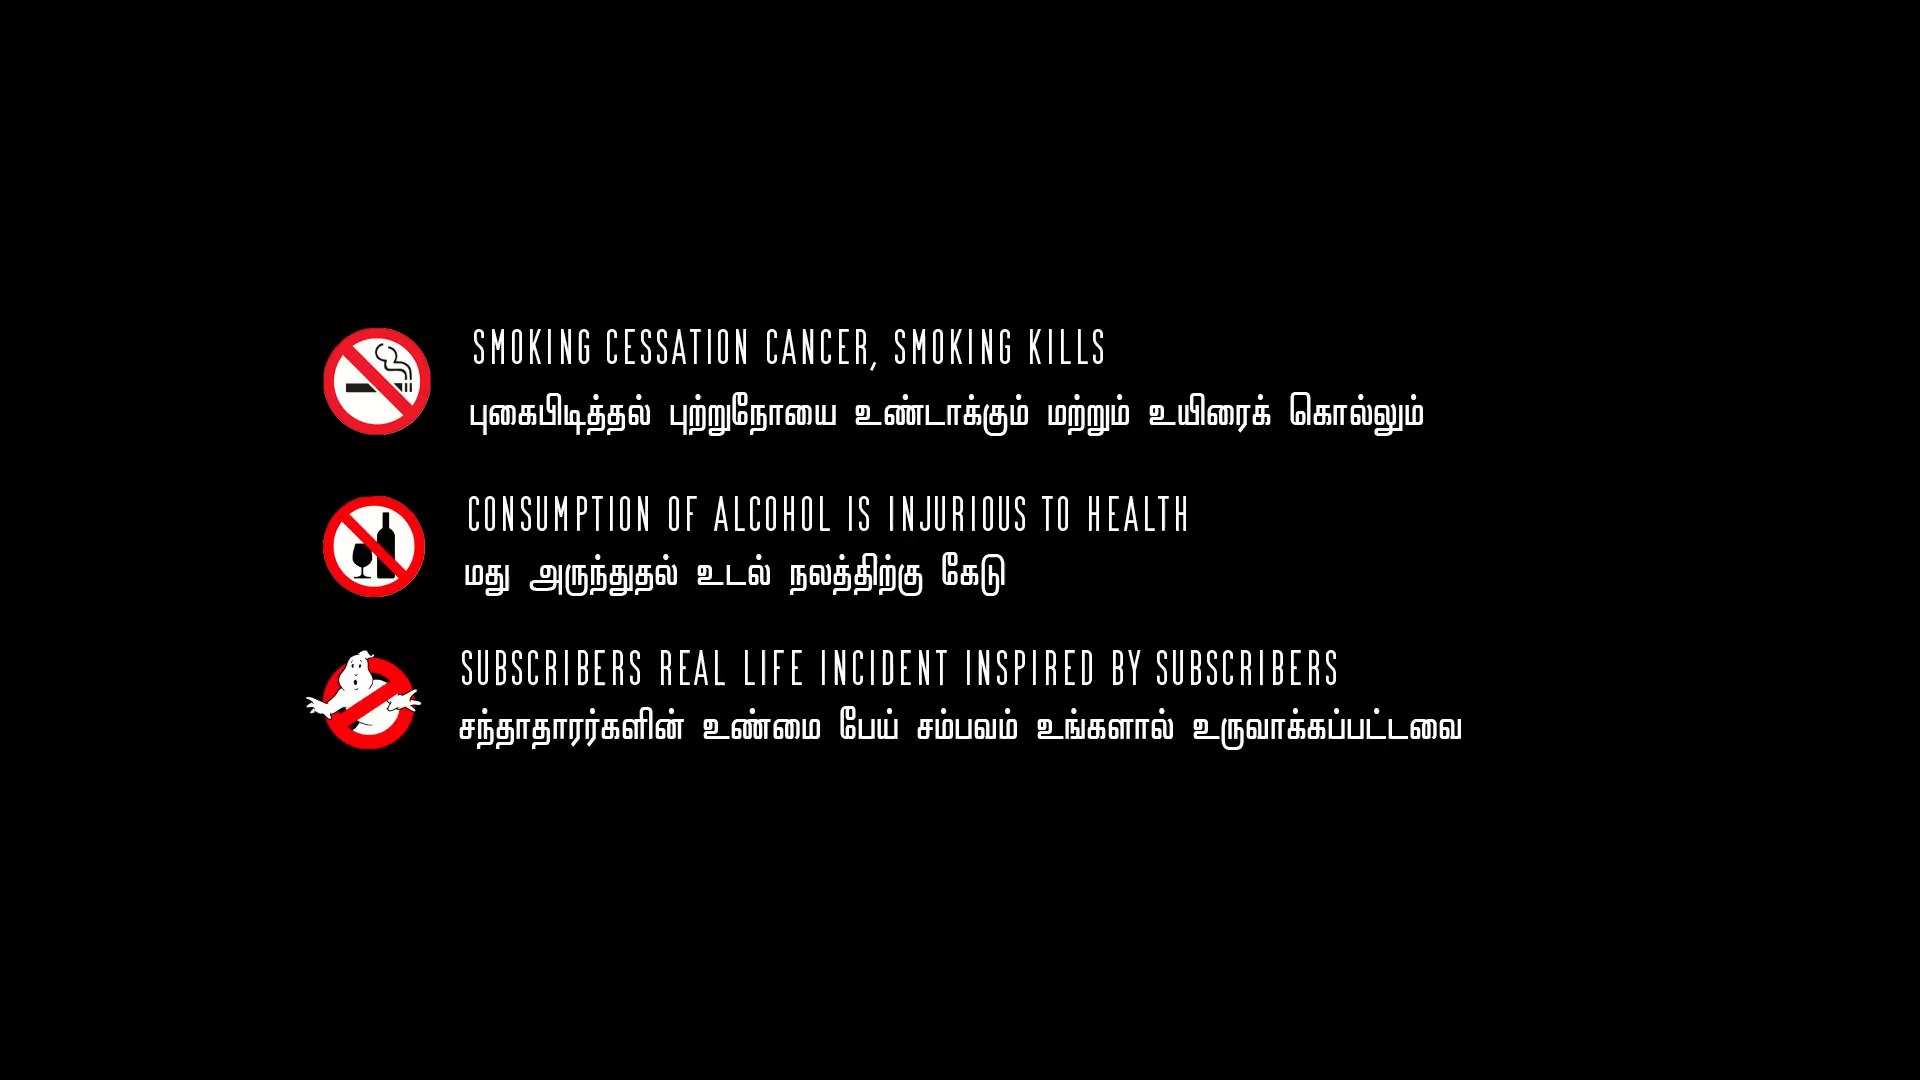 SMOKING CESSATION CANCER, SMOKING KILLS
புகைபிடித்தல் புற்றுநோயை உண்டாக்கும் மற்றும் உயிரைக் கொல்லும்
CONSUMPTION OF ALCOHOL IS INJURIOUS TO HEALTH
மது அருந்துதல் உடல் நலத்திற்கு கேடு
SUBSCRIBERS REAL LIFE INCIDENT INSPIRED BY SUBSCRIBERS
சந்தாதாரர்களின் உண்மை பேய் சம்பவம் உங்களால் உருவாக்கப்பட்டவை